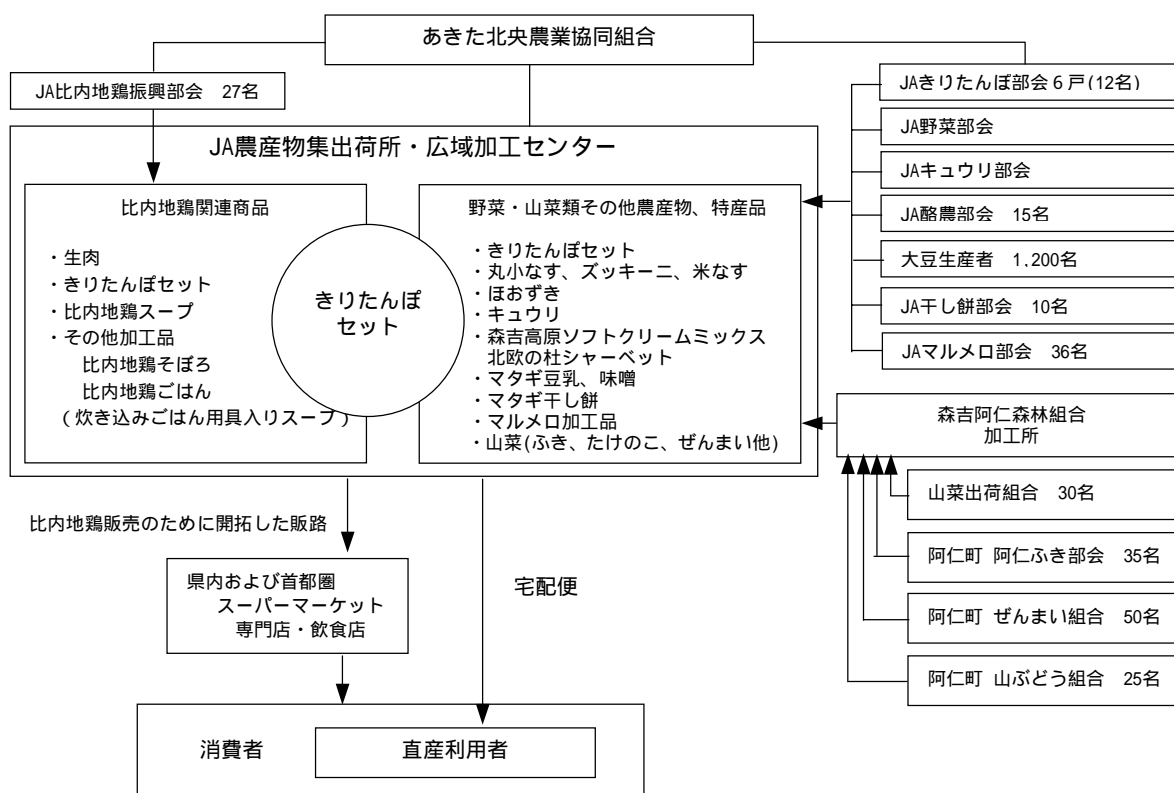 あきた北央農業協同組合
JA比内地鶏振興部会　27名
JA農産物集出荷所・広域加工センター
比内地鶏関連商品
・生肉
・きりたんぽセット
・比内地鶏スープ
・その他加工品
比内地鶏そぼろ
比内地鶏ごはん
(炊き込みごはん用具入りスープ)
きりたんぽ
セット
野菜・山菜類その他農産物、特産品
・きりたんぽセット
・丸小なす、ズッキーニ、米なす
・ほおずき
・キュウリ
・森吉高原ソフトクリームミックス
北欧の杜シャーベット
・マタギ豆乳、味噌
・マタギ干し餅
・マルメロ加工品
・山菜(ふき、たけのこ、ぜんまい他)
JAきりたんぽ部会６戸(12名)
JA野菜部会
JAキュウリ部会
JA酪農部会　15名
大豆生産者　1,200名
JA干し餅部会　10名
JAマルメロ部会　36名
森吉阿仁森林組合
加工所
山菜出荷組合　30名
阿仁町 阿仁ふき部会　35名
阿仁町 ぜんまい組合　50名
阿仁町 山ぶどう組合　25名
比内地鶏販売のために開拓した販路
県内および首都圏
スーパーマーケット
専門店・飲食店
宅配便
消費者
直産利用者